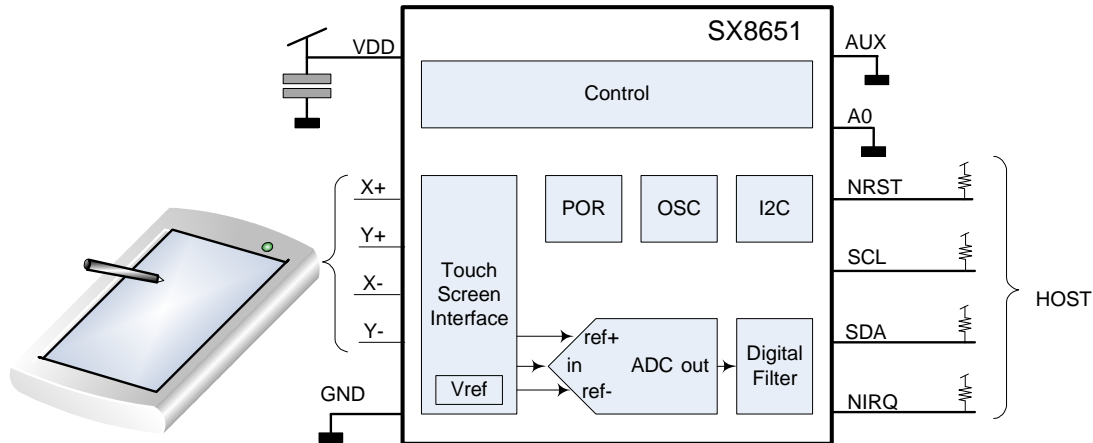 SX8651
VDD
AUX
Control
A0
X+
NRST
POR
OSC
I2C
Y+
SCL
Touch
Screen
Interface
X-
HOST
Y-
SDA
ref+
in
ADC out
Digital
Filter
ref-
Vref
GND
NIRQ